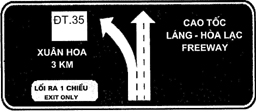 ĐT.35
XUÂN HOA
3 KM
LỐI RA 1 CHIỀU
EXIT ONLY
CAO TỐC
LÁNG - HÒA LẠC
FREEWAY